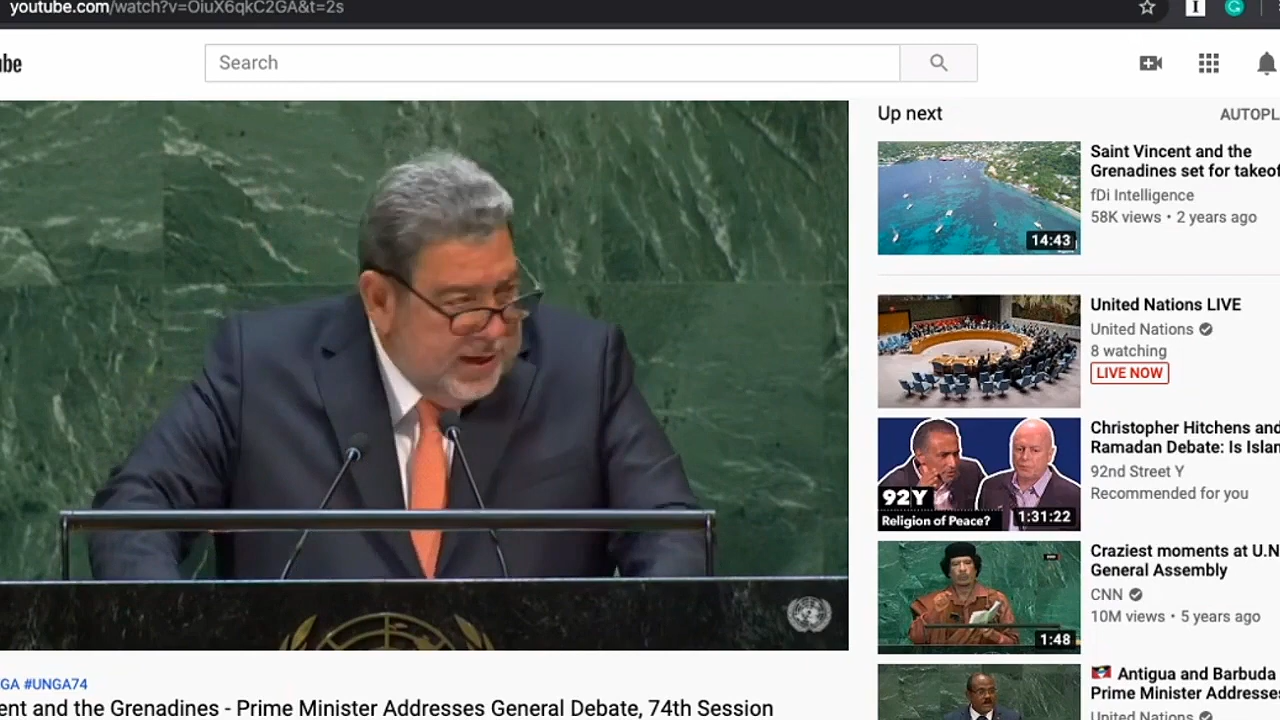 youtube.com/watch?v=OiuX6qkC2GA&t=2s
be
Search
Up next
AUTOPL
Saint Vincent and the
Grenadines set for takeof
fDi Intelligence
58K views • 2 years ago
14:43
United Nations LIVE
United Nations
8 watching
LIVE NOW
Christopher Hitchens and
Ramadan Debate: Is Islam
92nd Street Y
Recommended for you
92Y
Religion of Peace?
1:31:22
Craziest moments at U.N
General Assembly
CNN
10M views • 5 years ago
1:48
Antigua and Barbuda
Prime Minister Addresses
United Nations
GA #UNGA74
ent and the Grenadines - Prime Minister Addresses General Debate, 74th Session